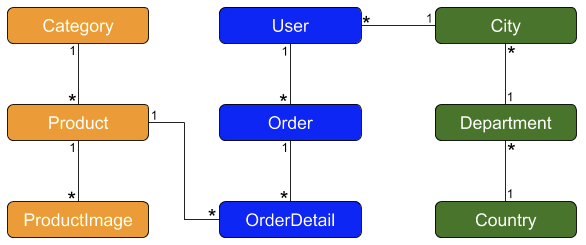 Category
User
City
1
1
*
1
*
*
*
1
Product
Order
Department
1
1
1
*
*
*
*
1
ProductImage
OrderDetail
Country